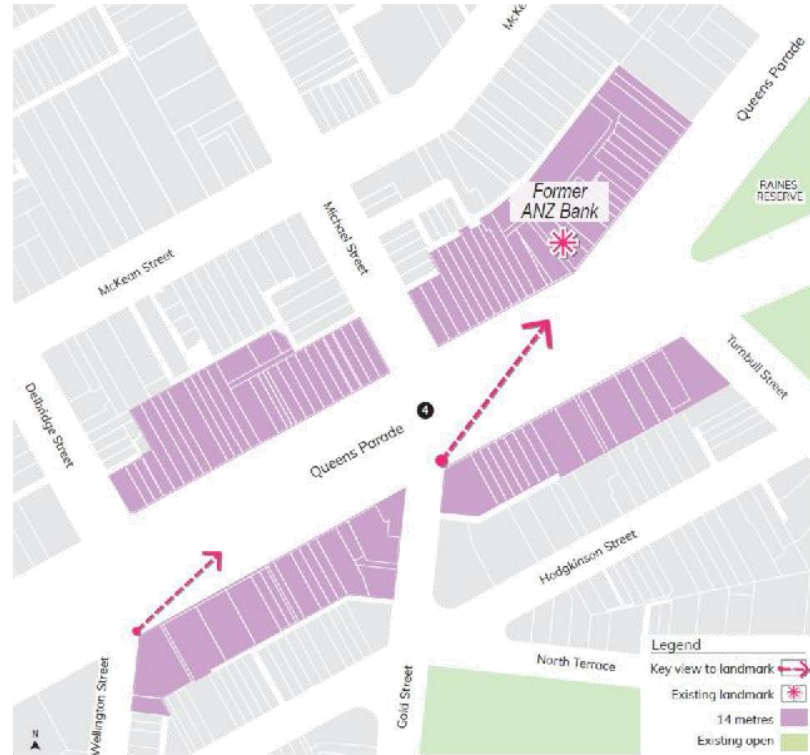 McKe
Queens Parade
RAINES
RESERVE
Former
ANZ Bank
Michael Street
McKean Street
Delbridge Street
Turnbull Street
4
Queens Parade
Hodgkinson Street
North Terrace
Gold Street
Wellington Street
N
Legend
Key view to landmark
Existing landmark
14 metres
Existing open